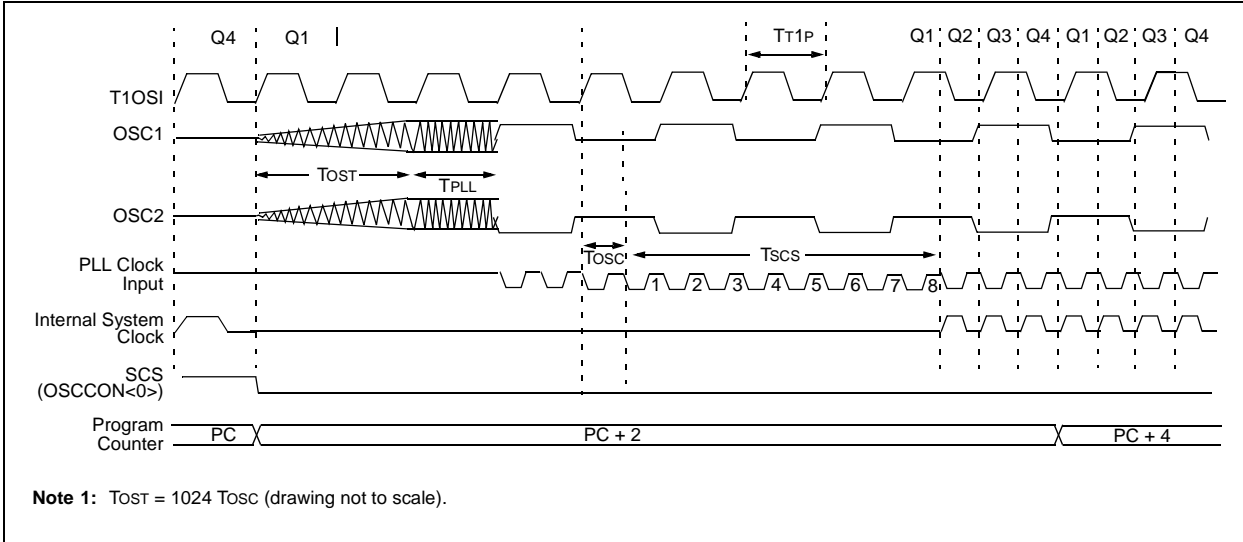 Q4 Q1 TT1P Q1 Q2 Q3 Q4 Q1 Q2 Q3 Q4
T1OSI
OSC1
TOST TPLL
OSC2
TOSC TSCS
PLL Clock
Input
1 2 3 4 5 6 7 8
Internal System
Clock
SCS
(OSCCON<0>)
Program
Counter
PC PC + 2 PC + 4
Note 1: TOST = 1024 TOSC (drawing not to scale).